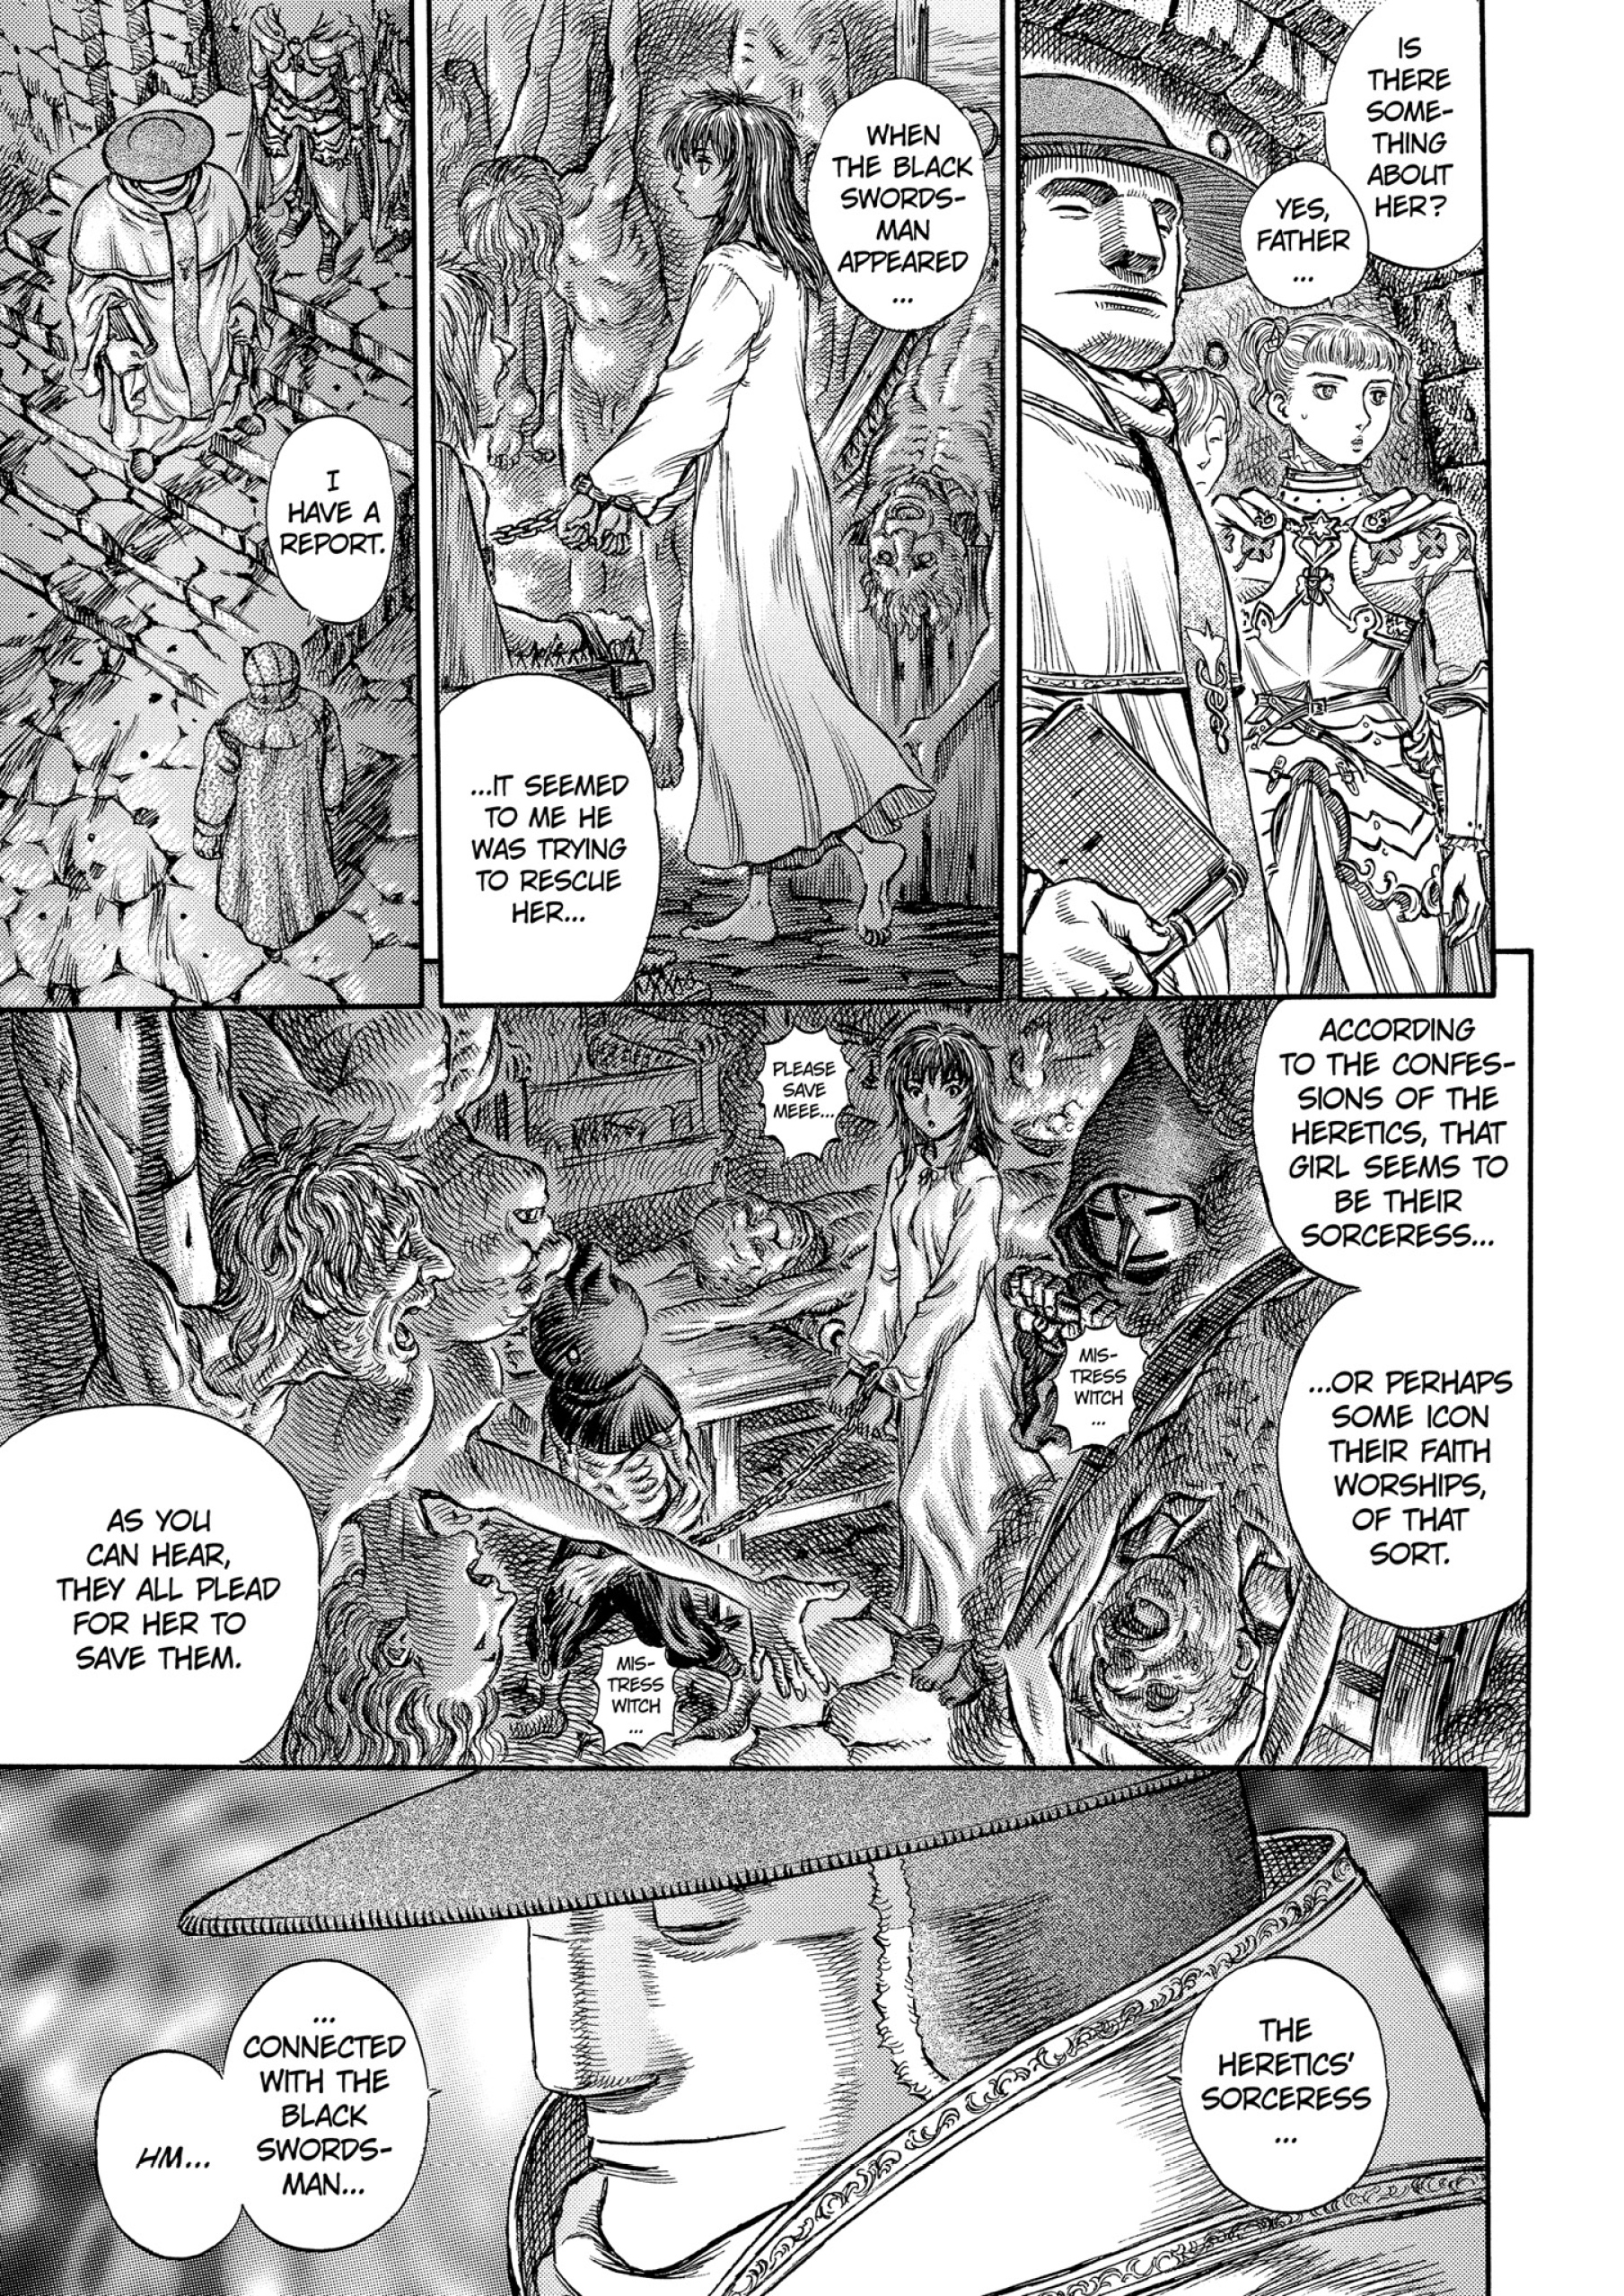 IS
THERE
SOME-
THING
ABOUT
HER?
YES,
FATHER
...
WHEN
THE BLACK
SWORDS-
MAN
APPEARED
...
...IT SEEMED
TO ME HE
WAS TRYING
TO RESCUE
HER...
I
HAVE A
REPORT.
ACCORDING
TO THE CONFES-
SIONS OF THE
HERETICS, THAT
GIRL SEEMS TO
BE THEIR
SORCERESS...
...OR PERHAPS
SOME ICON
THEIR FAITH
WORSHIPS,
OF THAT
SORT.
PLEASE
SAVE
MEEE...
MIS-
TRESS
WITCH
...
MIS-
TRESS
WITCH
...
AS YOU
CAN HEAR,
THEY ALL PLEAD
FOR HER TO
SAVE THEM.
THE
HERETICS'
SORCERESS
...
...
CONNECTED
WITH THE
BLACK
SWORDS-
MAN...
HM...